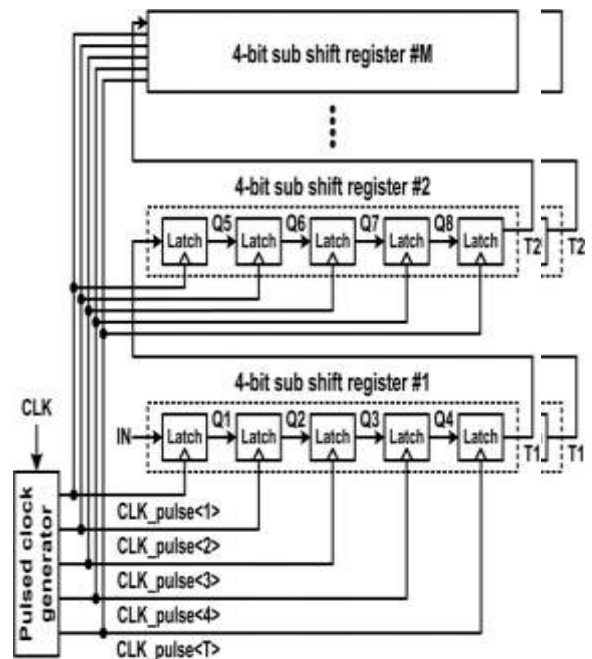 4-bit sub shift register #M
4-bit sub shift register #2
Q5 Q6 Q7 Q8
Latch Latch Latch Latch Latch
T2 T2
4-bit sub shift register #1
CLK
Q1 Q2 Q3 Q4
IN Latch Latch Latch Latch Latch
T1 T1
Pulsed clock
generator
CLK_pulse<1>
CLK_pulse<2>
CLK_pulse<3>
CLK_pulse<4>
CLK_pulse<T>